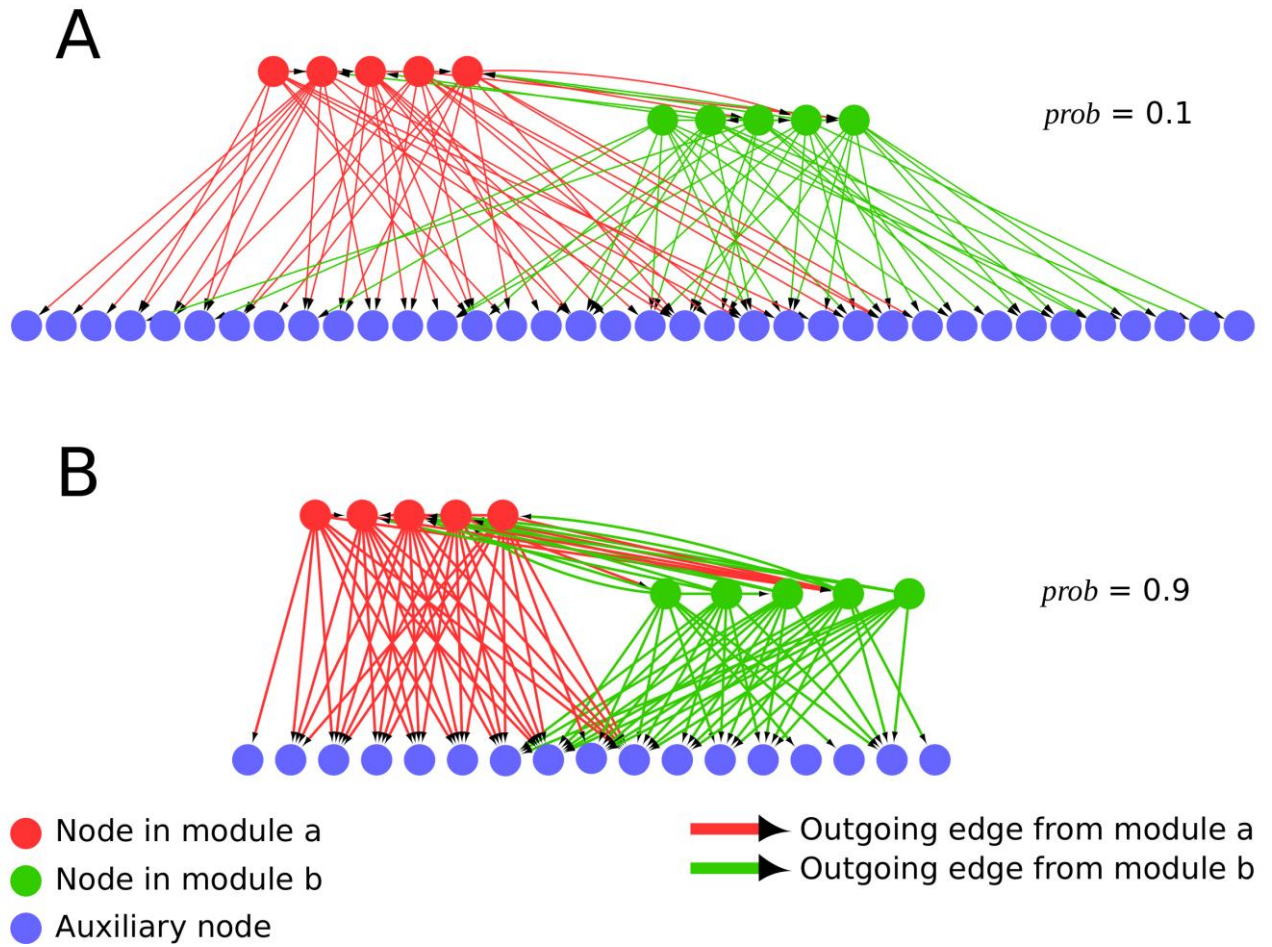 A
prob = 0.1
B
prob = 0.9
Node in module a
Node in module b
Auxiliary node
Outgoing edge from module a
Outgoing edge from module b